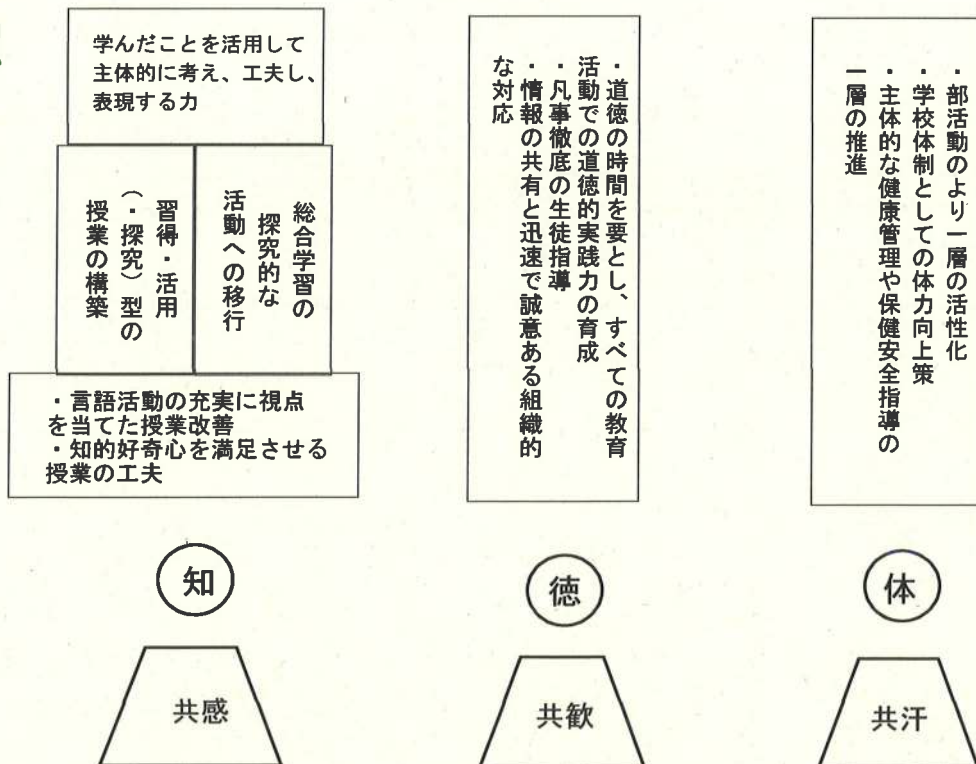 学んだことを活用して
主体的に考え、工夫し、
表現する力
総合学習の
探究的な
活動への移行
習得・活用
(・探究)型の
授業の構築
・言語活動の充実に視点
を当てた授業改善
・知的好奇心を満足させる
授業の工夫
知
共感
・道徳の時間を要とし、すべての教育
活動での道徳的実践力の育成
・凡事徹底の生徒指導
・情報の共有と迅速で誠意ある組織的
な対応
徳
共歓
・部活動のより一層の活性化
・学校体制としての体力向上策
・主体的な健康管理や保健安全指導の
一層の推進
体
共汗